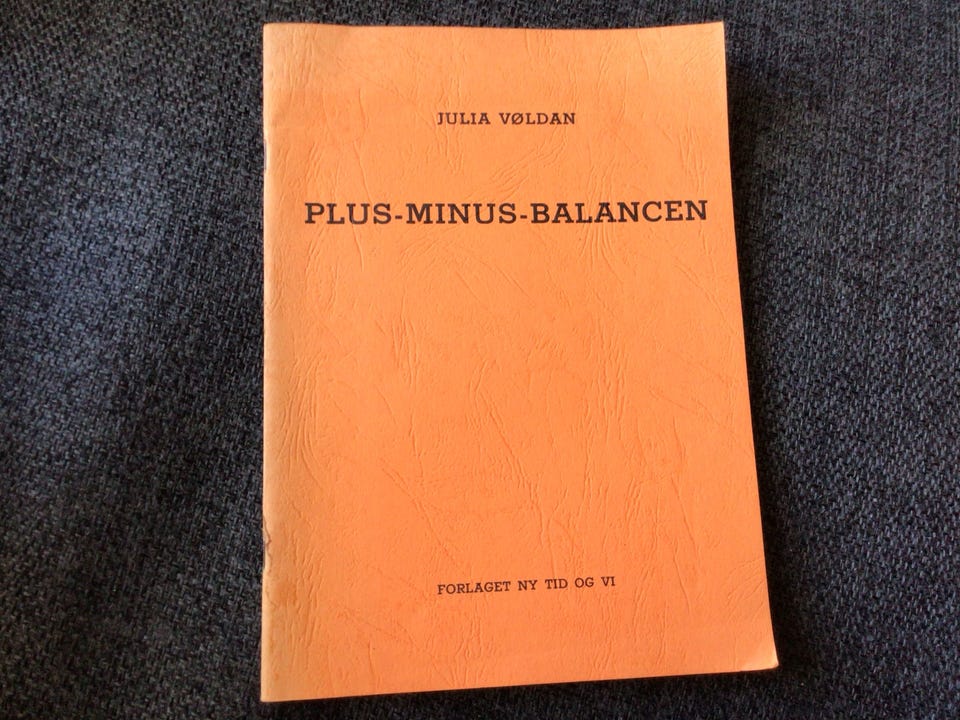 JULIA VØLDAN
PLUS-MINUS-BALANCEN
FORLAGET NY TID OG VI